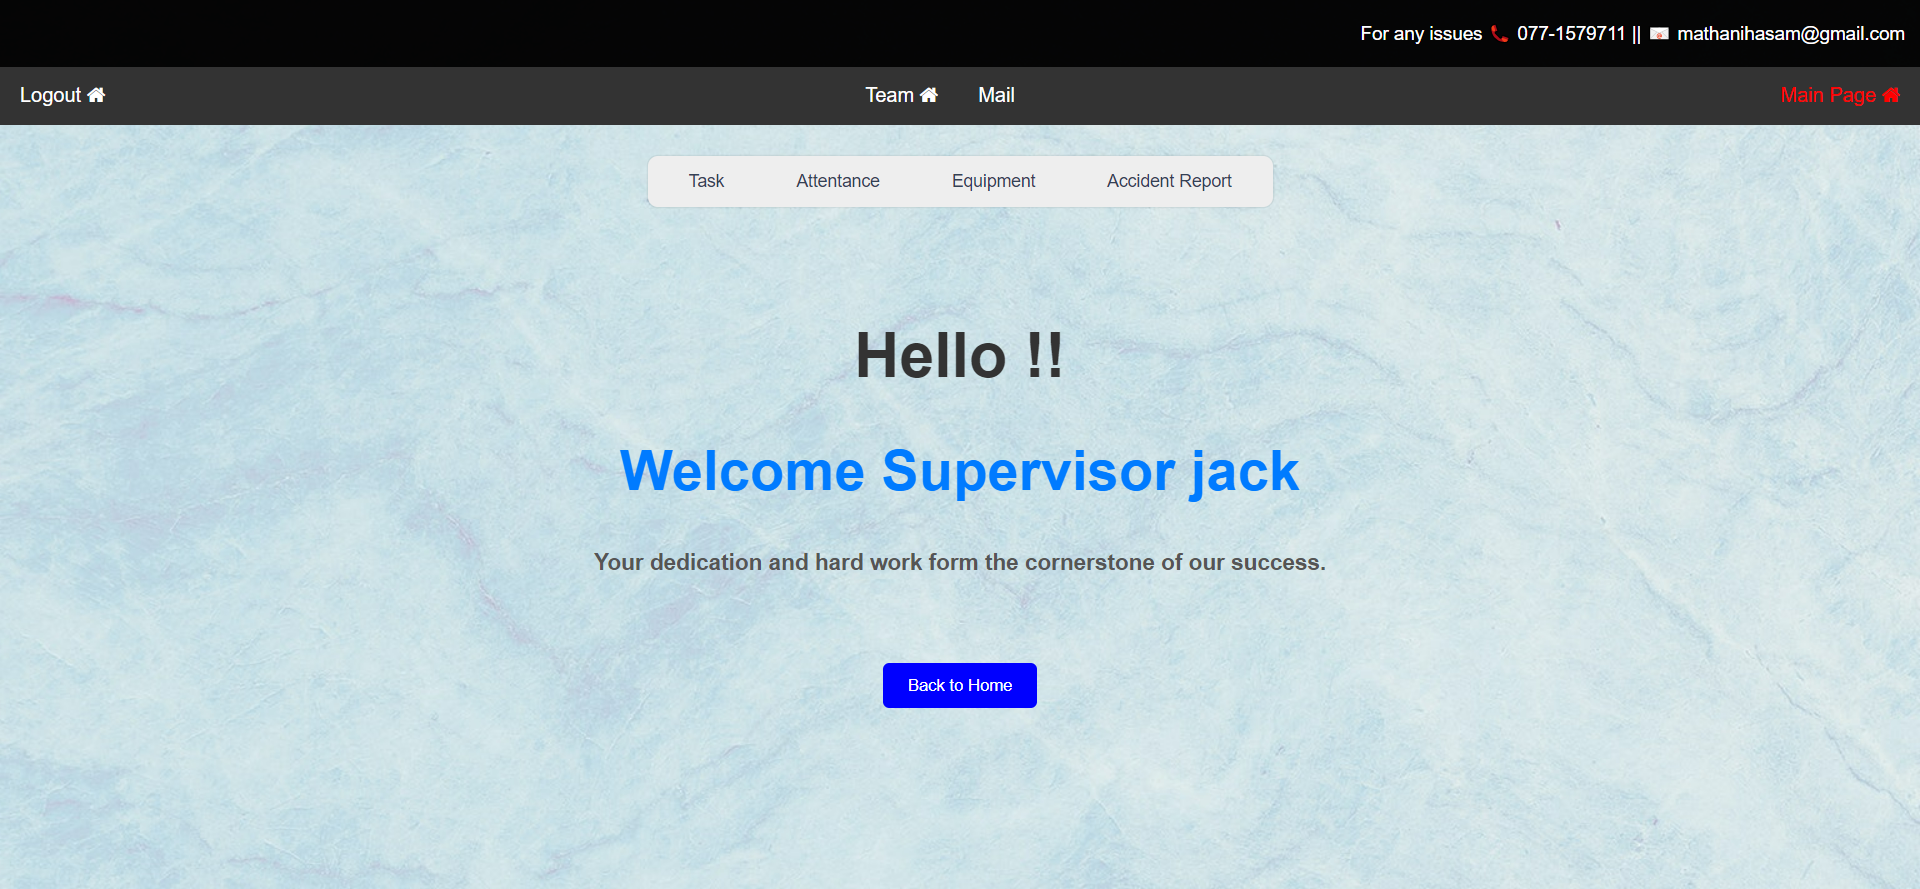 For any issues 📞 077-1579711 || 📧 mathanihasam@gmail.com
Logout Team Mail Main Page
Task Attentance Equipment Accident Report
Hello !!
Welcome Supervisor jack
Your dedication and hard work form the cornerstone of our success.
Back to Home